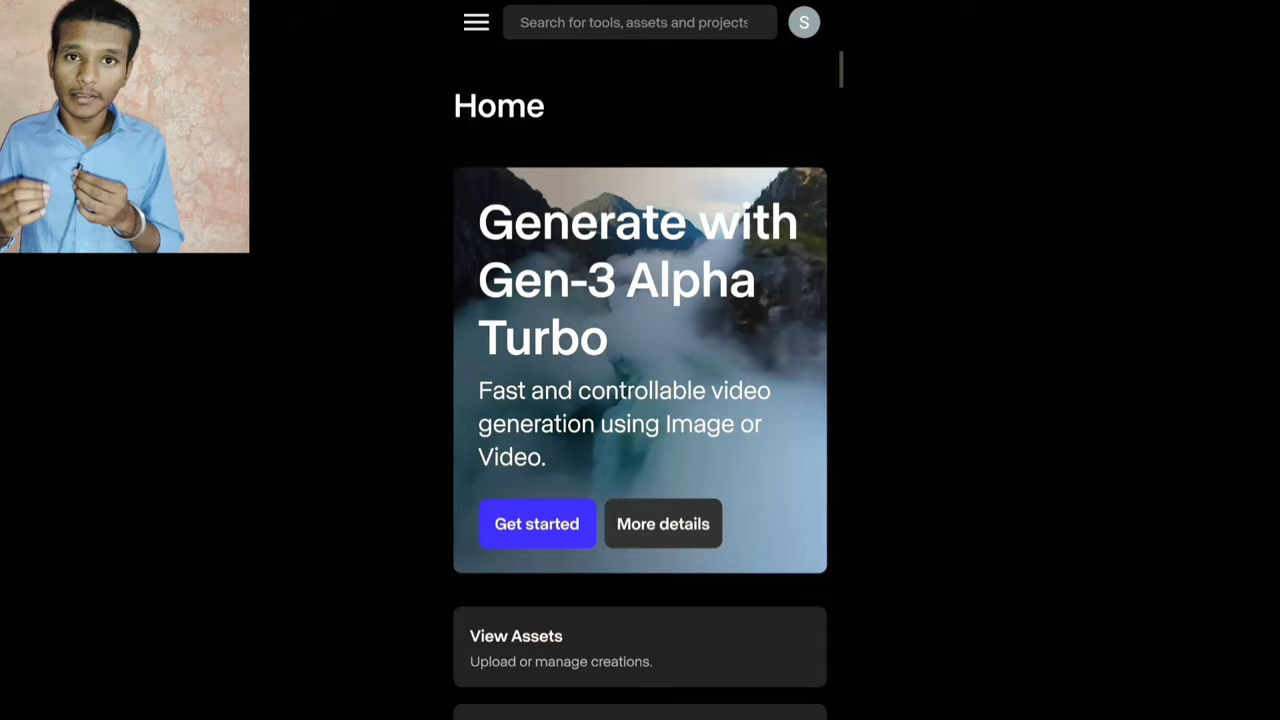 Search for tools, assets and projects
S
Home
Generate with
Gen-3 Alpha
Turbo
Fast and controllable video
generation using Image or
Video.
Get started
More details
View Assets
Upload or manage creations.